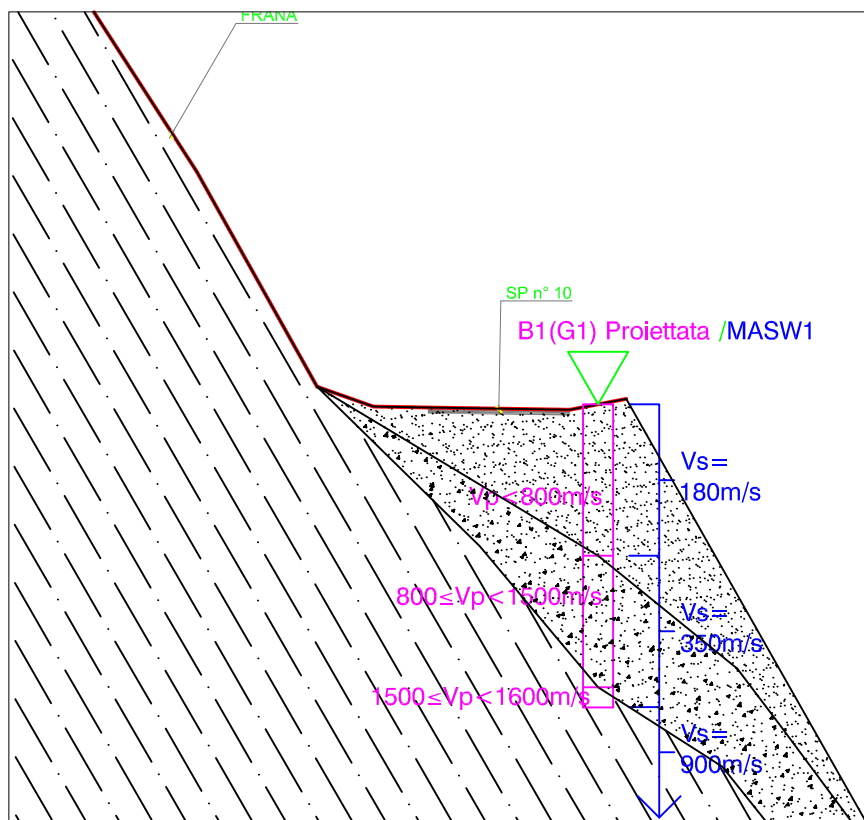 FRANA
SP n° 10
B1(G1) Proiettata /MASW1
Vs=
180m/s
Vp<800m/s
800≤Vp<1500m/s
Vs=
350m/s
1500≤Vp<1600m/s
Vs=
900m/s